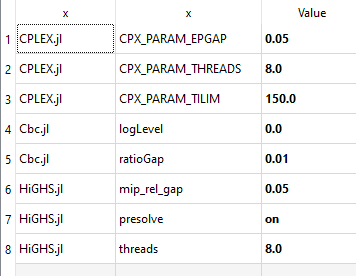 x x Value
1 CPLEX.jl CPX_PARAM_EPGAP 0.05
2 CPLEX.jl CPX_PARAM_THREADS 8.0
3 CPLEX.jl CPX_PARAM_TILIM 150.0
4 Cbc.jl logLevel 0.0
5 Cbc.jl ratioGap 0.01
6 HiGHS.jl mip_rel_gap 0.05
7 HiGHS.jl presolve on
8 HiGHS.jl threads 8.0